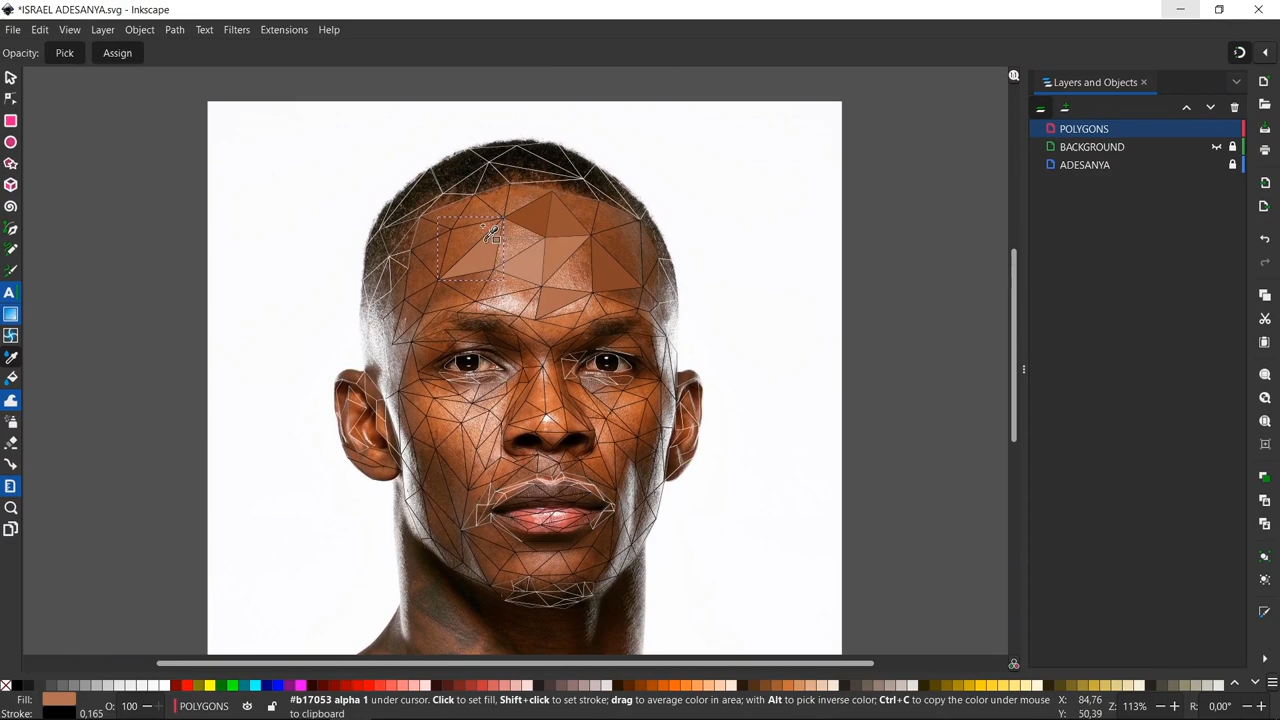 *ISRAEL ADESANYA.svg - Inkscape
File Edit View Layer Object Path Text Filters Extensions Help
Opacity: Pick Assign
Layers and Objects
POLYGONS
BACKGROUND
ADESANYA
Fill:
Stroke: 0,165
O: 100
POLYGONS
#b17053 alpha 1 under cursor. Click to set fill, Shift+click to set stroke; drag to average color in area; with Alt to pick inverse color; Ctrl+C to copy the color under mouse
to clipboard
X: 84,76
Y: 50,39
Z: 113%
R: 0,00°